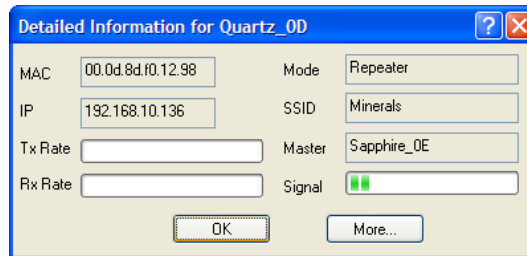 Detailed Information for Quartz_0D
MAC 00.0d.8d.f0.12.98 Mode Repeater
IP 192.168.10.136 SSID Minerals
Tx Rate Master Sapphire_0E
Rx Rate Signal
OK More...